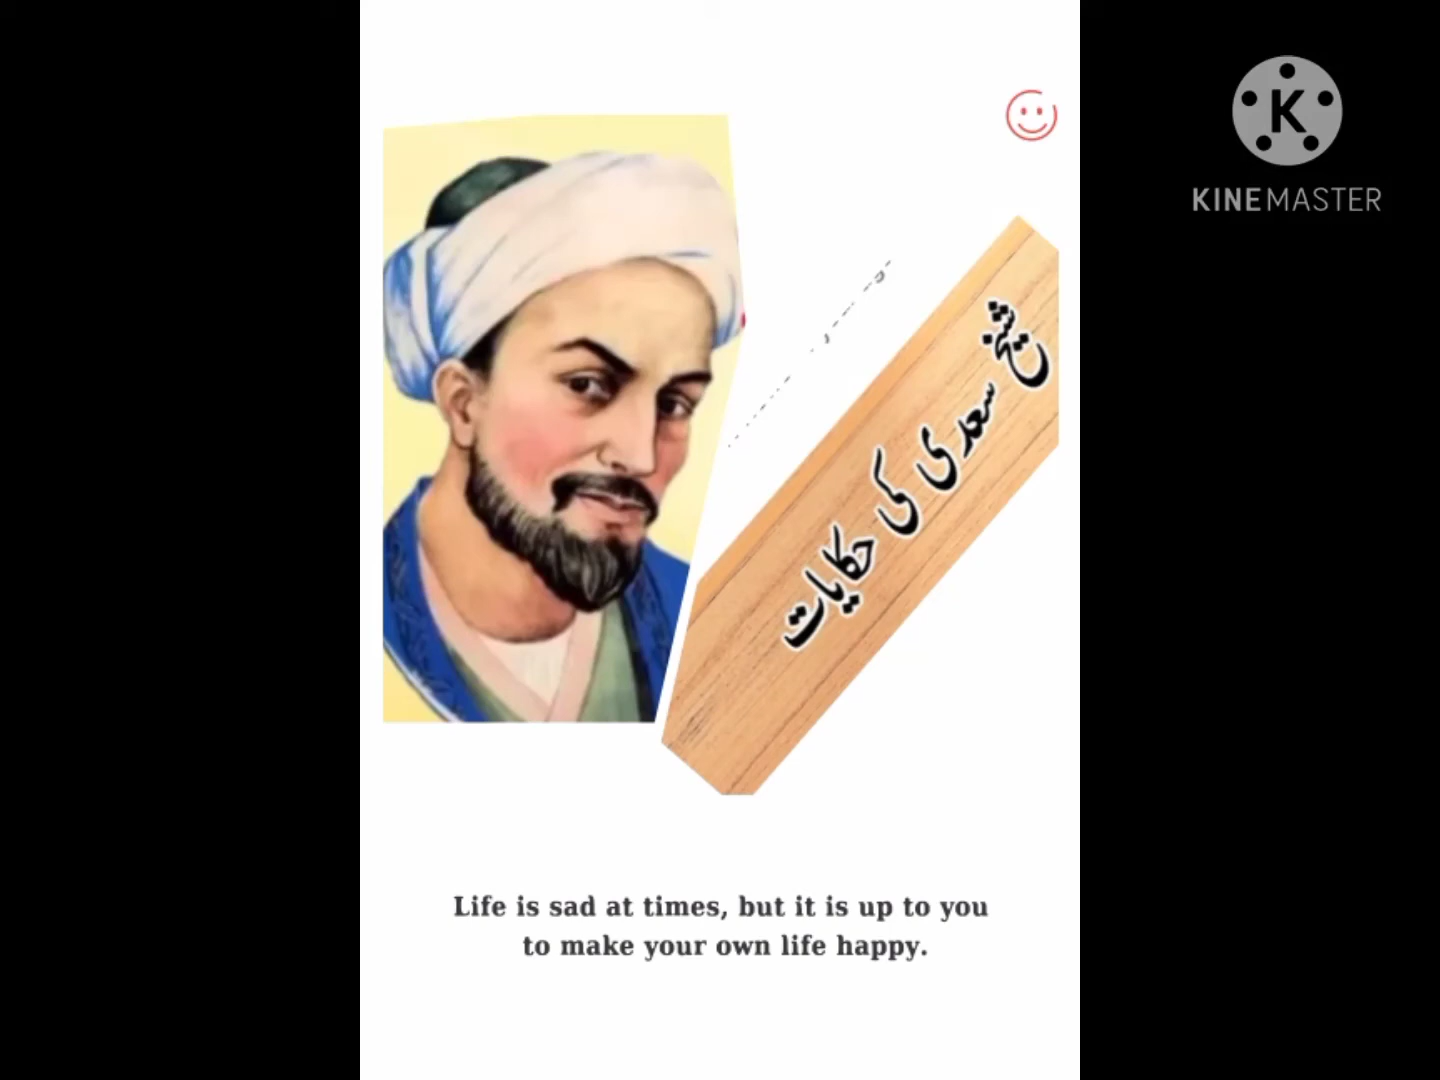 K
KINEMASTER
شیخ سعدی کی حکایات
Life is sad at times, but it is up to you
to make your own life happy.